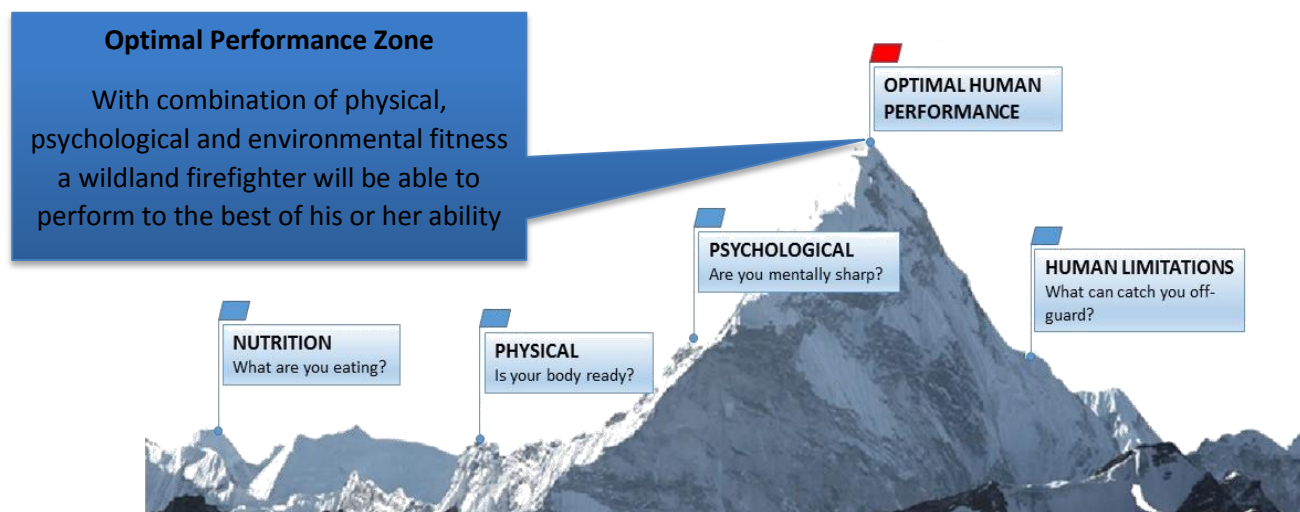 Optimal Performance Zone
With combination of physical,
psychological and environmental fitness
a wildland firefighter will be able to
perform to the best of his or her ability
OPTIMAL HUMAN
PERFORMANCE
PSYCHOLOGICAL
Are you mentally sharp?
HUMAN LIMITATIONS
What can catch you off-
guard?
NUTRITION
What are you eating?
PHYSICAL
Is your body ready?